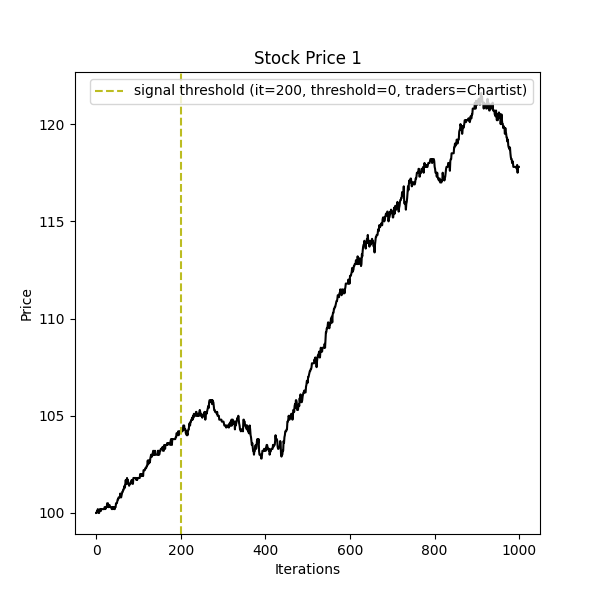 Stock Price 1
signal threshold (it=200, threshold=0, traders=Chartist)
120
115
110
105
100
Price
0 200 400 600 800 1000
Iterations